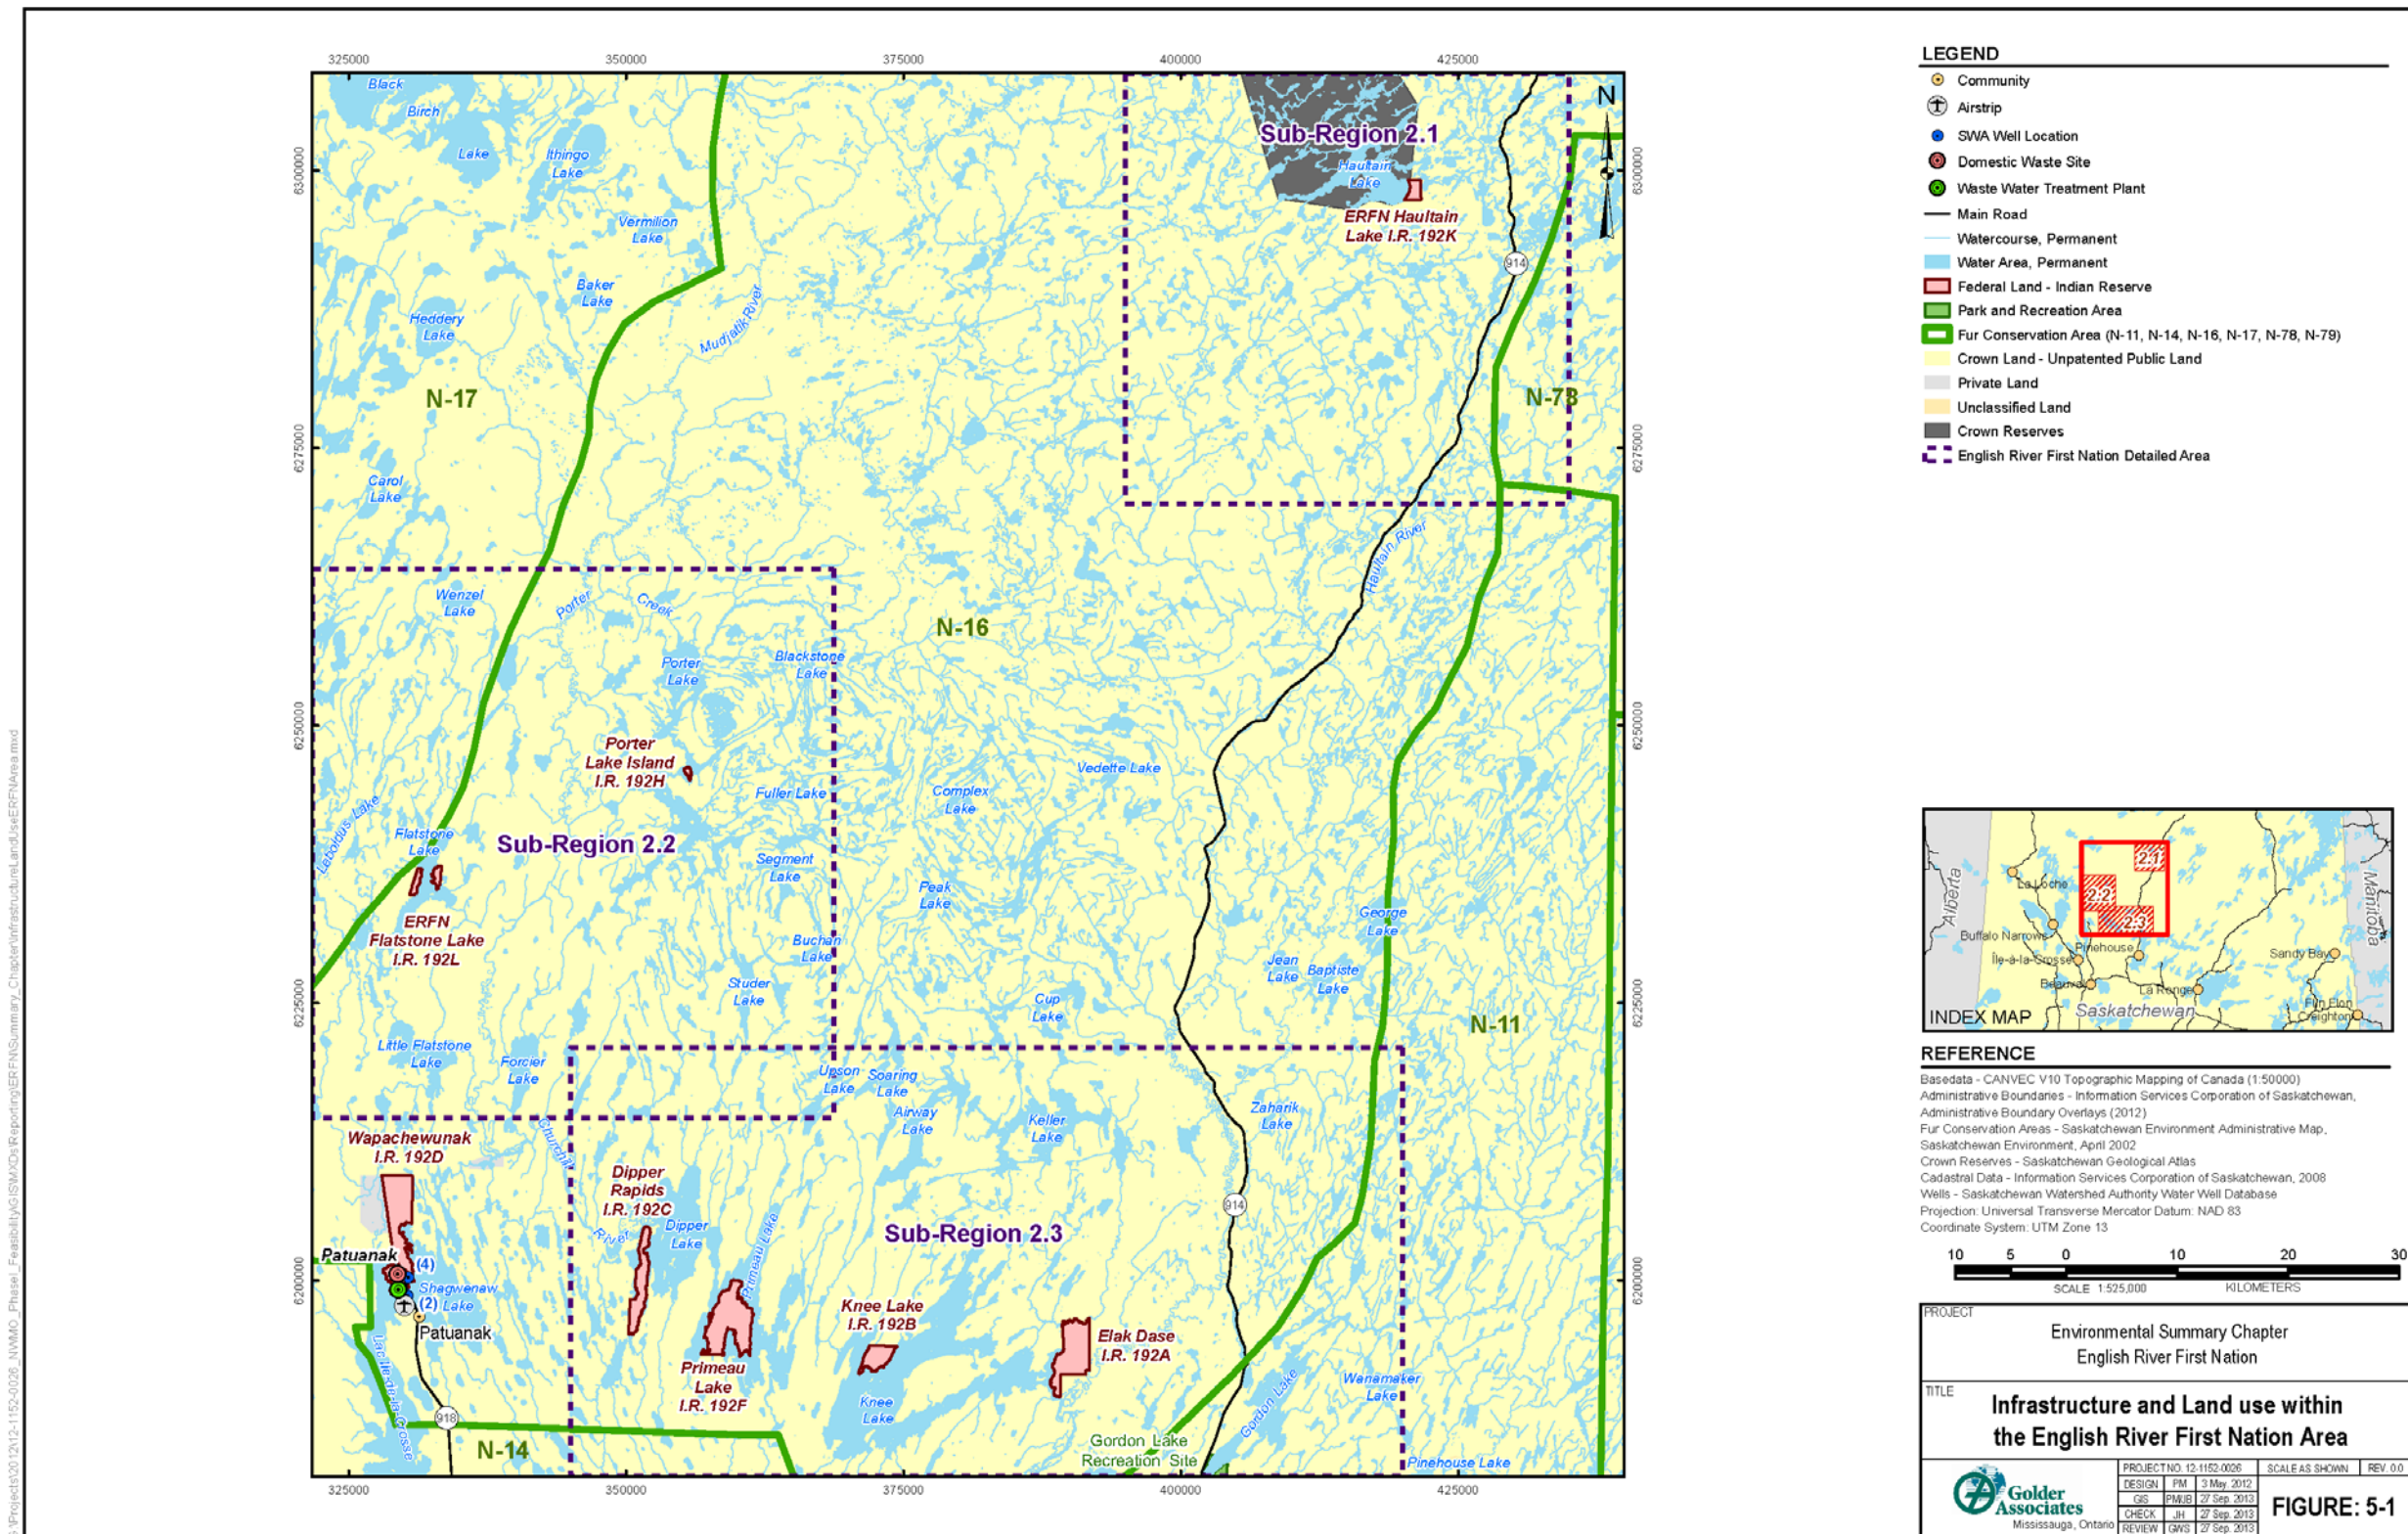 325000
350000
375000
400000
425000
Black
Birch
Lake
Ithingo
Lake
Vermilion
Lake
Baker
Lake
Heddery
Lake
Mudjatik River
N-17
Carol
Lake
Sub-Region 2.1
Haultain
Lake
ERFN Haultain
Lake I.R. 192K
914
N
N-78
6300000
6300000
6275000
6275000
Haultain River
Wenzel
Lake
Porter
Creek
N-16
Porter
Lake
Blackstone
Lake
6250000
6250000
Porter
Lake Island
I.R. 192H
Fuller Lake
Vedette Lake
Complex
Lake
Leboldus Lake
Flatstone
Lake
Sub-Region 2.2
Segment
Lake
Peak
Lake
ERFN
Flatstone Lake
I.R. 192L
Buchan
Lake
George
Lake
Studer
Lake
Jean
Lake
Baptiste
Lake
Cup
Lake
6225000
6225000
N-11
Little Flatstone
Lake
Forcier
Lake
Upson
Lake
Soaring
Lake
Airway
Lake
Keller
Lake
Zaharik
Lake
Churchill
River
Wapachewunak
I.R. 192D
Dipper
Rapids
I.R. 192C
Dipper
Lake
Primeau Lake
Sub-Region 2.3
914
Patuanak
(4)
Shagwenaw
Lake
(2)
Patuanak
6200000
6200000
Knee Lake
I.R. 192B
Elak Dase
I.R. 192A
Primeau
Lake
I.R. 192F
Knee
Lake
Wanamaker
Lake
Gordon Lake
918
N-14
Gordon Lake
Recreation Site
Pinehouse Lake
325000
350000
375000
400000
425000
LEGEND
Community
Airstrip
SWA Well Location
Domestic Waste Site
Waste Water Treatment Plant
Main Road
Watercourse, Permanent
Water Area, Permanent
Federal Land - Indian Reserve
Park and Recreation Area
Fur Conservation Area (N-11, N-14, N-16, N-17, N-78, N-79)
Crown Land - Unpatented Public Land
Private Land
Unclassified Land
Crown Reserves
English River First Nation Detailed Area
Alberta
Manitoba
La Loche
2.1
2.2
2.3
Buffalo Narrows
Pinehouse
Île-à-la-Crosse
Sandy Bay
Beauval
La Ronge
Flin Flon
Creighton
Saskatchewan
INDEX MAP
REFERENCE
Basedata - CANVEC V10 Topographic Mapping of Canada (1:50000)
Administrative Boundaries - Information Services Corporation of Saskatchewan,
Administrative Boundary Overlays (2012)
Fur Conservation Areas - Saskatchewan Environment Administrative Map,
Saskatchewan Environment, April 2002
Crown Reserves - Saskatchewan Geological Atlas
Cadastral Data - Information Services Corporation of Saskatchewan, 2008
Wells - Saskatchewan Watershed Authority Water Well Database
Projection: Universal Transverse Mercator Datum: NAD 83
Coordinate System: UTM Zone 13
10 5 0 10 20 30
SCALE 1:525,000 KILOMETERS
PROJECT
Environmental Summary Chapter
English River First Nation
TITLE
Infrastructure and Land use within
the English River First Nation Area
Golder
Associates
Mississauga, Ontario
PROJECT NO. 12-1152-0026 SCALE AS SHOWN REV. 0.0
DESIGN PM 3 May. 2012
GIS PM/JB 27 Sep. 2013
CHECK JH 27 Sep. 2013
REVIEW GWS 27 Sep. 2013
FIGURE: 5-1